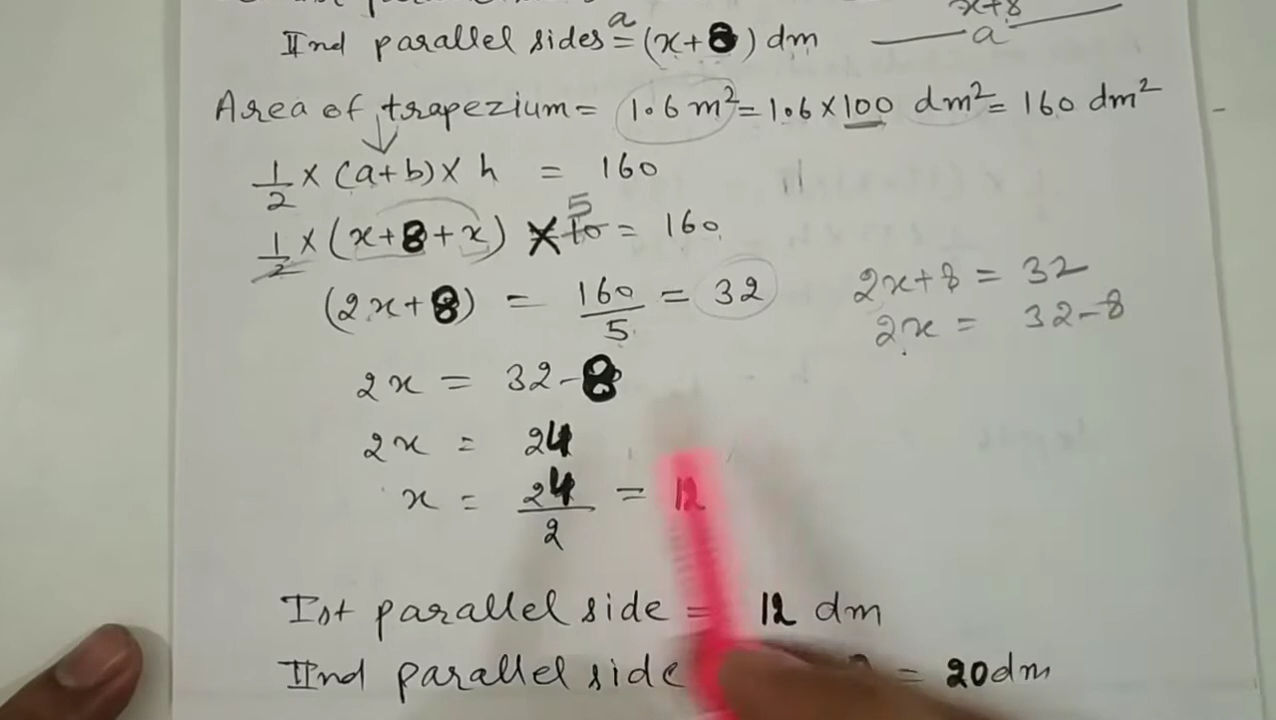 x+8
IInd parallel sides = (x+8) dm
a
a
Area of trapezium = 1.6 m² = 1.6×100 dm² = 160 dm²
1/2 × (a+b) × h = 160
5
1/2 × (x+8+x) × 10 = 160
(2x+8) = 160/5 = 32
2x+8 = 32
2x = 32-8
2x = 32-8
2x = 24
x = 24/2 = 12
Ist parallel side = 12 dm
IInd parallel side = 20dm